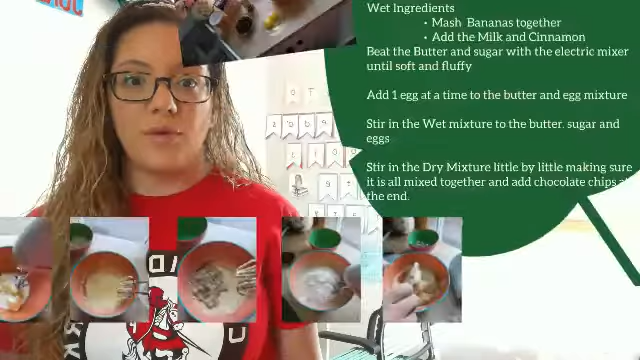 Wet Ingredients
• Mash Bananas together
• Add the Milk and Cinnamon
Beat the Butter and sugar with the electric mixer
until soft and fluffy
Add 1 egg at a time to the butter and egg mixture
Stir in the Wet mixture to the butter. sugar and
eggs
Stir in the Dry Mixture little by little making sure
it is all mixed together and add chocolate chips
the end.